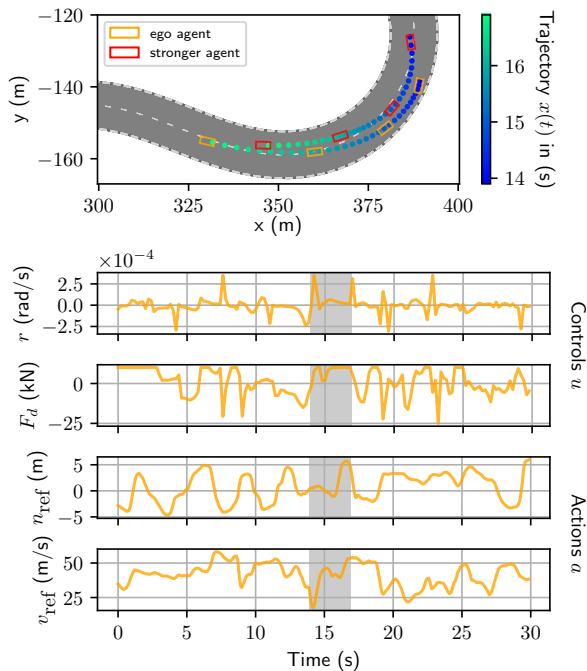 −120
−140
−160
y (m)
ego agent
stronger agent
300
325
350
375
400
x (m)
16
15
14
Trajectory x(t) in (s)
×10⁻⁴
2.5
0.0
−2.5
r (rad/s)
0
−25
F_d (kN)
Controls u
5
0
−5
n_ref (m)
50
25
v_ref (m/s)
Actions a
0
5
10
15
20
25
30
Time (s)